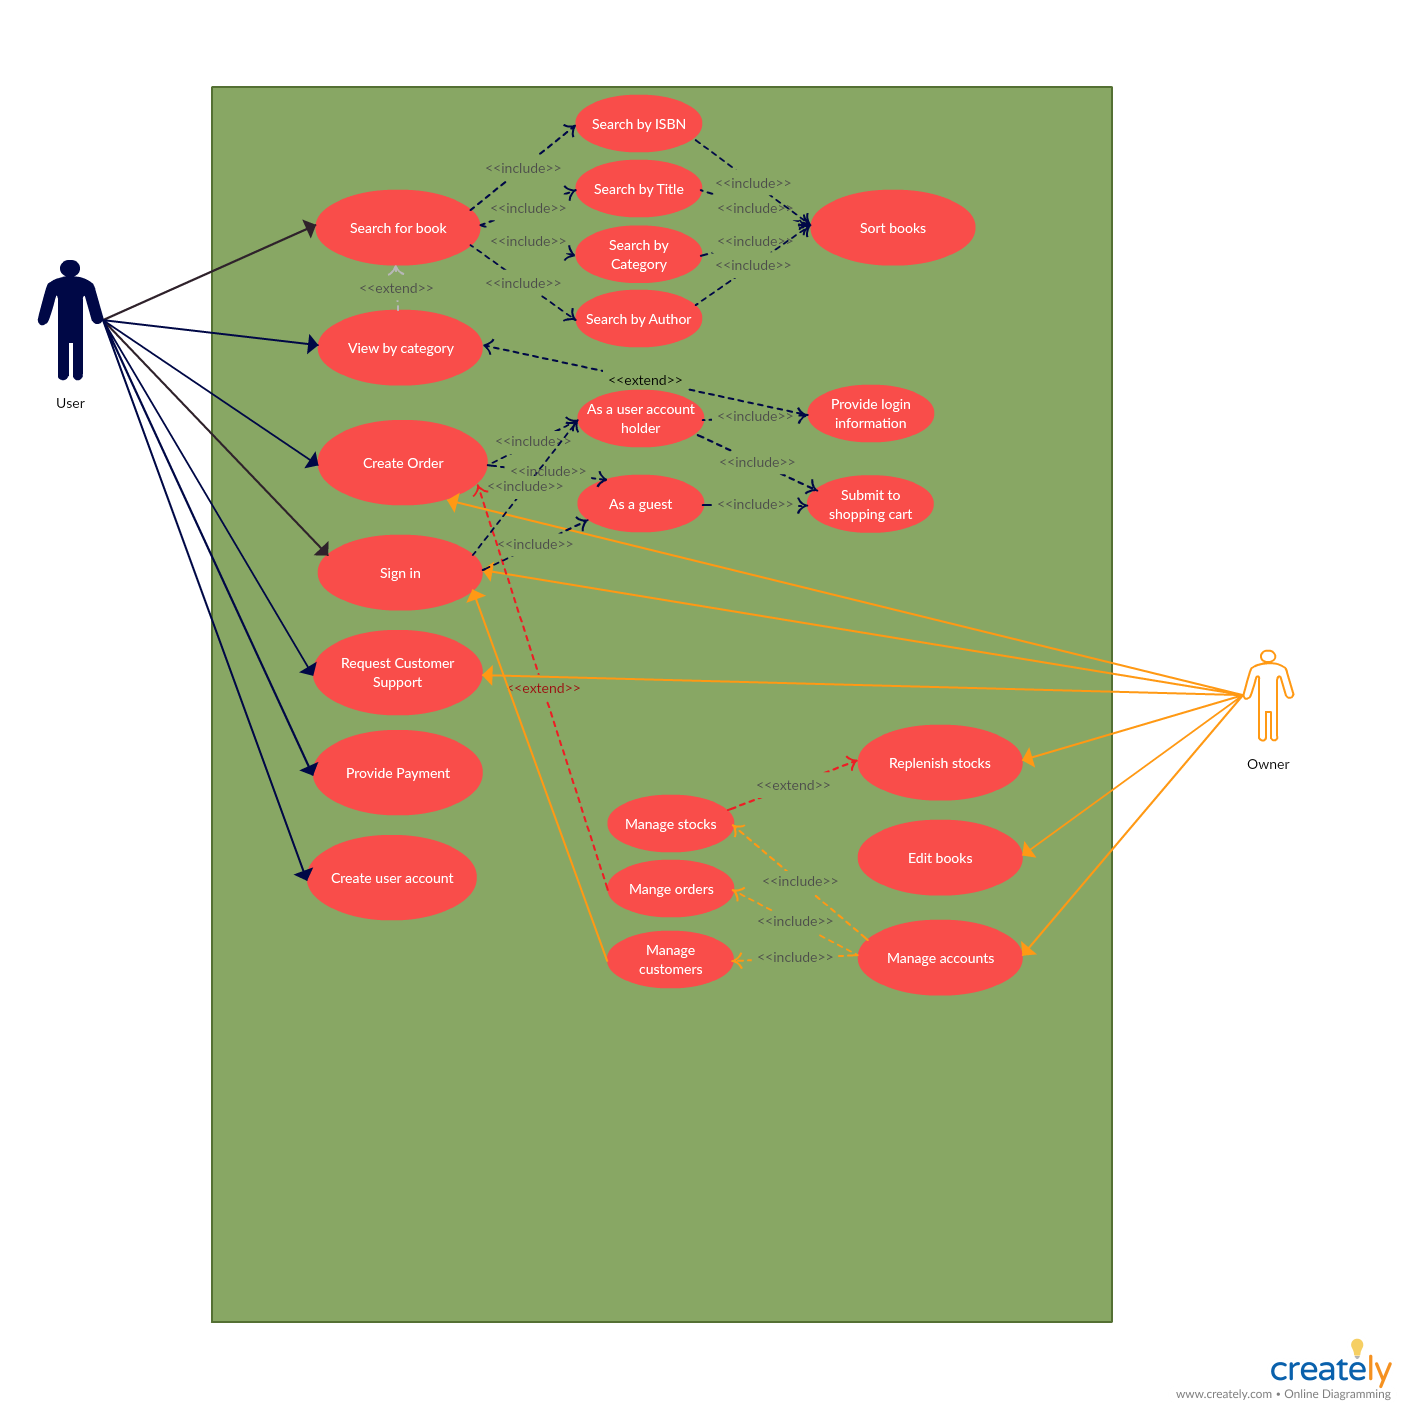 Search by ISBN
<<include>>
Search by Title
<<include>>
<<include>>
<<include>>
Search for book
Sort books
<<include>>
Search by
Category
<<include>>
<<include>>
<<include>>
<<extend>>
Search by Author
View by category
<<extend>>
User
As a user account
holder
<<include>>
Provide login
information
<<include>>
Create Order
<<include>>
<<include>>
<<include>>
As a guest
<<include>>
Submit to
shopping cart
<<include>>
Sign in
Request Customer
Support
<<extend>>
Provide Payment
Replenish stocks
Owner
<<extend>>
Manage stocks
Edit books
Create user account
<<include>>
Mange orders
<<include>>
Manage
customers
<<include>>
Manage accounts
creately
www.creately.com • Online Diagramming